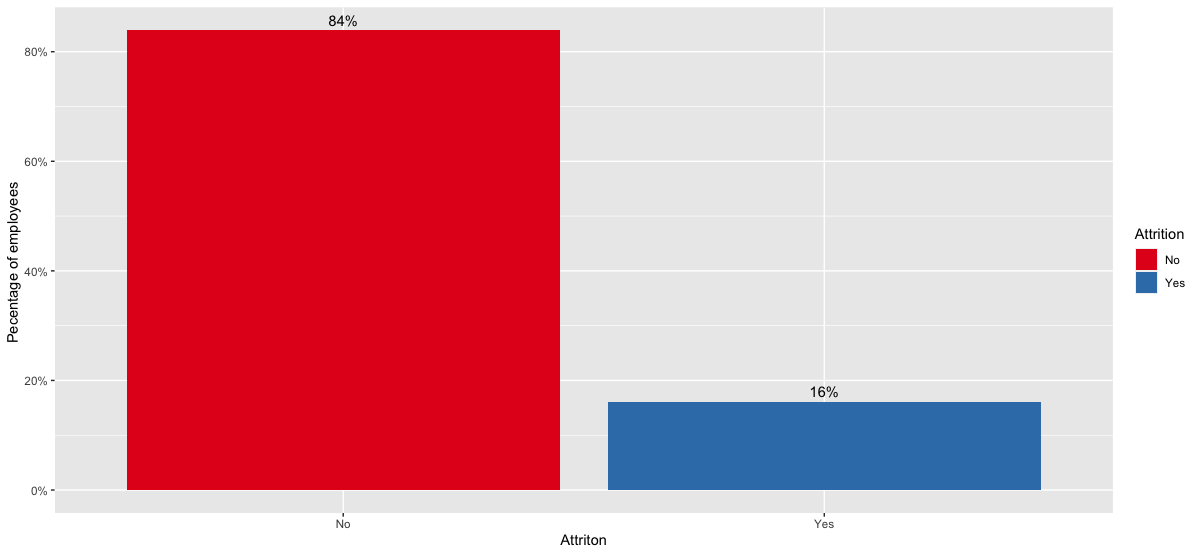 84%
80%
60%
Pecentage of employees
40%
20%
0%
16%
No
Yes
Attriton
Attrition
No
Yes